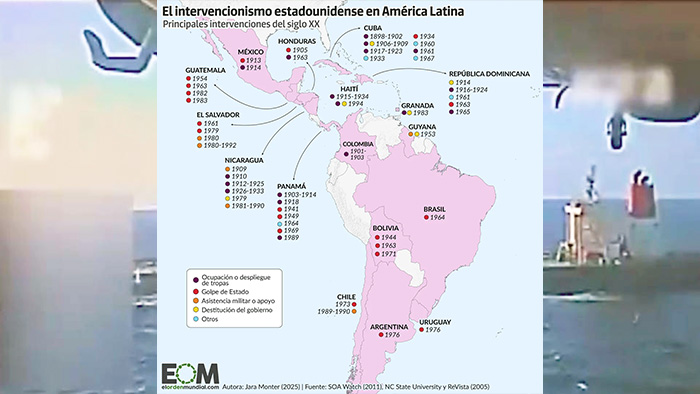 El intervencionismo estadounidense en América Latina
Principales intervenciones del siglo XX
CUBA
1898-1902
1906-1909
1917-1923
1933
1934
1960
1961
1967
HONDURAS
1905
1963
MÉXICO
1913
1914
GUATEMALA
1954
1963
1982
1983
REPÚBLICA DOMINICANA
1914
1916-1924
1961
1963
1965
HAITÍ
1915-1934
1994
GRANADA
1983
EL SALVADOR
1961
1979
1980
1980-1992
GUYANA
1953
COLOMBIA
1901-
1903
NICARAGUA
1909
1910
1912-1925
1926-1933
1979
1981-1990
PANAMÁ
1903-1914
1918
1941
1949
1964
1969
1989
BRASIL
1964
BOLIVIA
1944
1963
1971
Ocupación o despliegue
de tropas
Golpe de Estado
Asistencia militar o apoyo
Destitución del gobierno
Otros
CHILE
1973
1989-1990
ARGENTINA
1976
URUGUAY
1976
EOM
elordenmundial.com
Autora: Jara Monter (2025) | Fuente: SOA Watch (2011), NC State University y ReVista (2005)